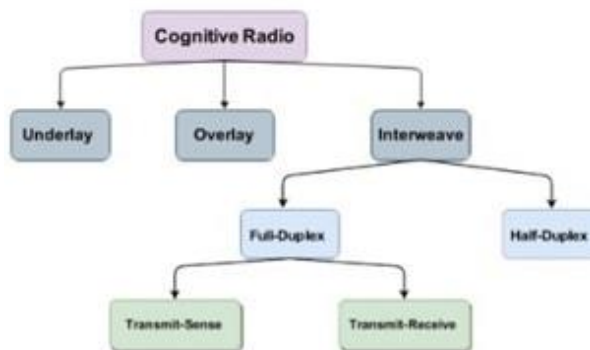 Cognitive Radio
Underlay
Overlay
Interweave
Full-Duplex
Half-Duplex
Transmit-Sense
Transmit-Receive